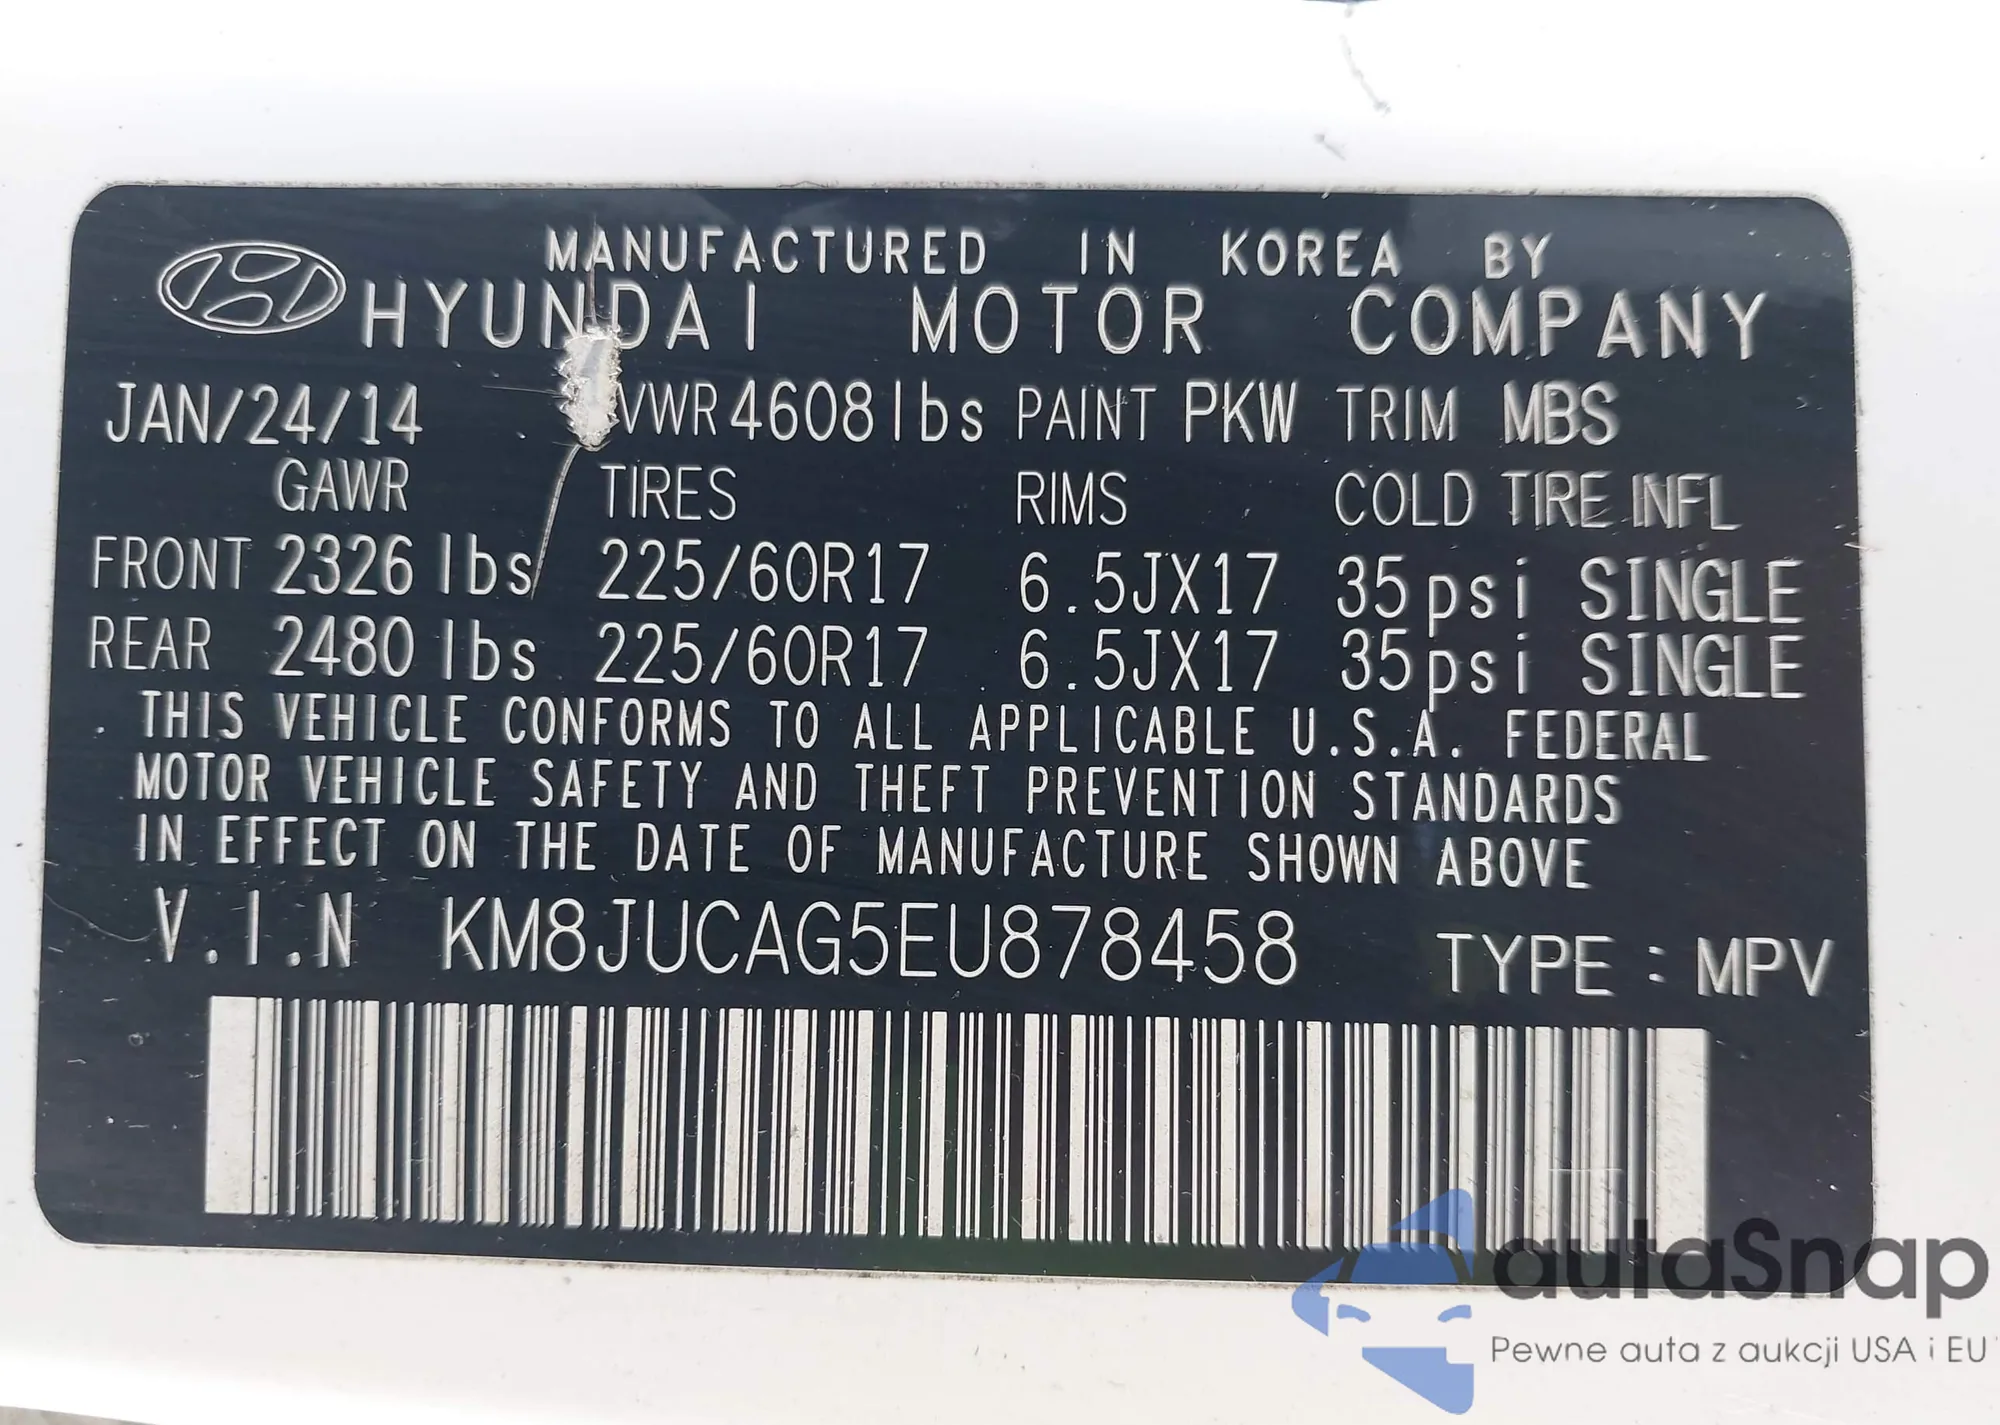 MANUFACTURED IN KOREA BY
HYUNDAI MOTOR COMPANY
JAN/24/14 VWR 4608 lbs PAINT PKW TRIM MBS
GAWR TIRES RIMS COLD TIRE INFL
FRONT 2326 lbs 225/60R17 6.5JX17 35psi SINGLE
REAR 2480 lbs 225/60R17 6.5JX17 35psi SINGLE
THIS VEHICLE CONFORMS TO ALL APPLICABLE U.S.A. FEDERAL
MOTOR VEHICLE SAFETY AND THEFT PREVENTION STANDARDS
IN EFFECT ON THE DATE OF MANUFACTURE SHOWN ABOVE
V.I.N KM8JUCAG5EU878458 TYPE : MPV
autaSnap
Pewne auta z aukcji USA i EU